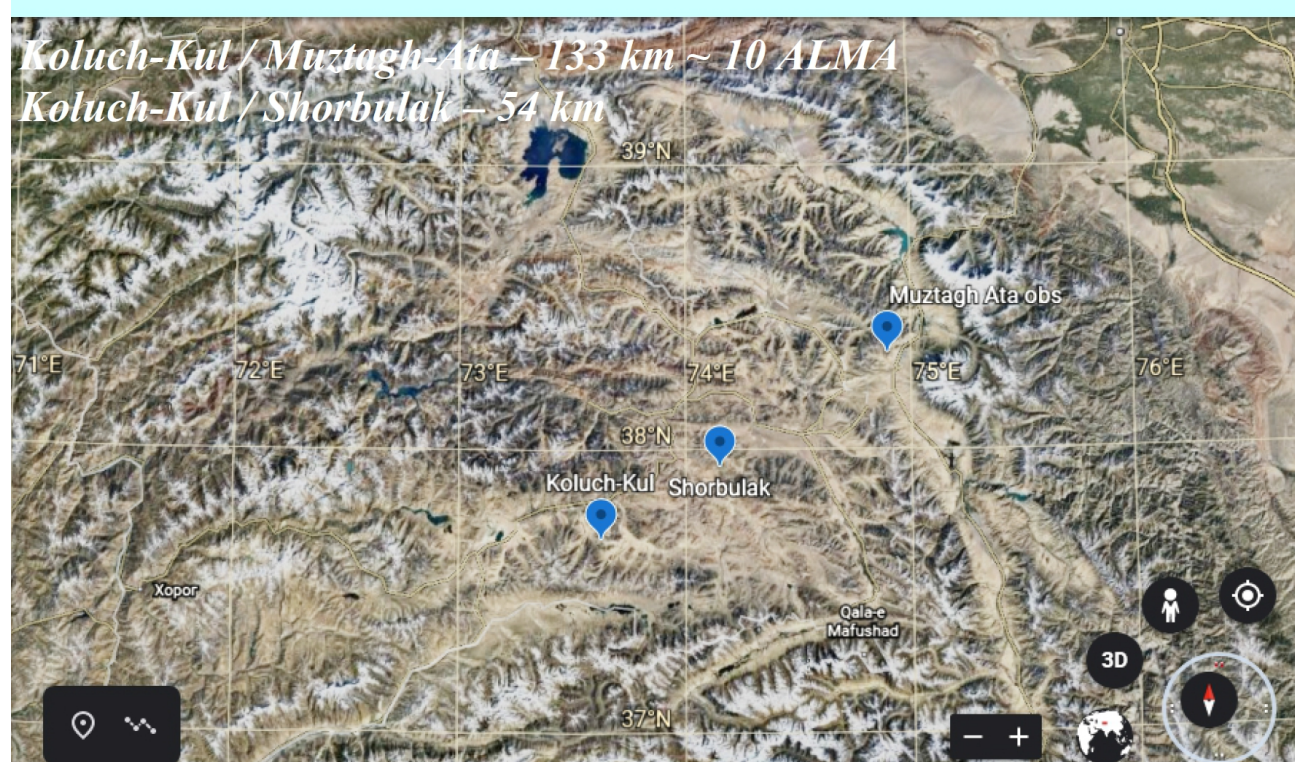 Koluch-Kul / Muztagh-Ata – 133 km ~ 10 ALMA
Koluch-Kul / Shorbulak – 54 km
39°N
Muztagh Ata obs
71°E
72°E
73°E
74°E
75°E
76°E
38°N
Koluch-Kul
Shorbulak
Xopor
Qala-e
Mafushad
3D
37°N